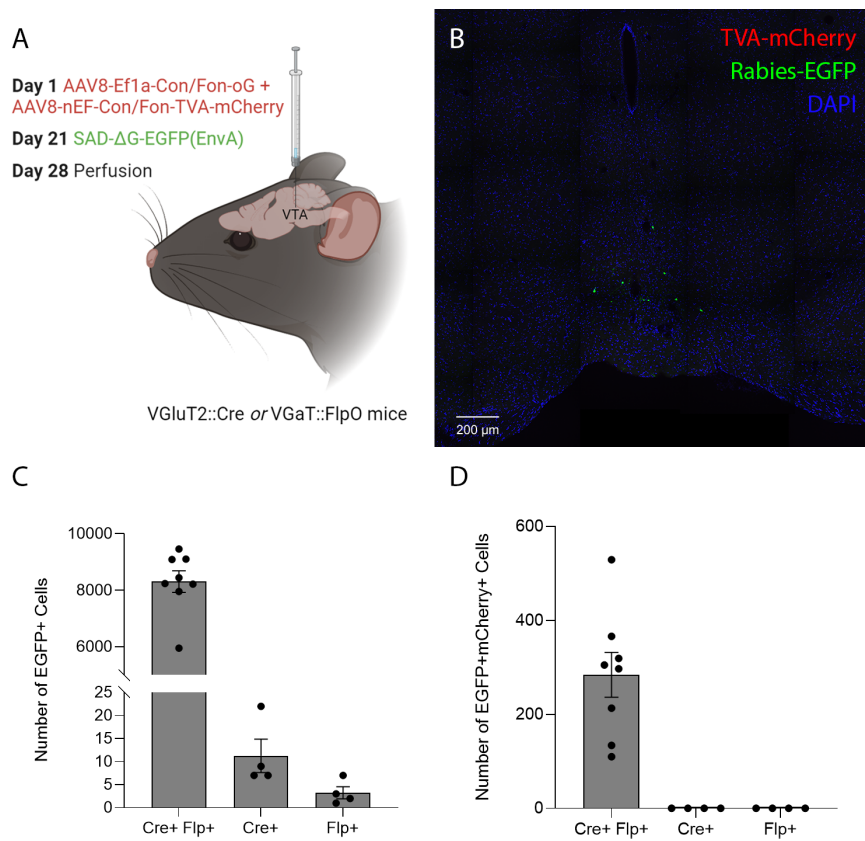 A
Day 1 AAV8-Ef1a-Con/Fon-oG +
AAV8-nEF-Con/Fon-TVA-mCherry
Day 21 SAD-ΔG-EGFP(EnvA)
Day 28 Perfusion
VTA
VGluT2::Cre or VGaT::FlpO mice
B
TVA-mCherry
Rabies-EGFP
DAPI
200 µm
C
Number of EGFP+ Cells
10000
8000
6000
25
20
15
10
5
0
Cre+ Flp+
Cre+
Flp+
D
Number of EGFP+mCherry+ Cells
600
400
200
0
Cre+ Flp+
Cre+
Flp+